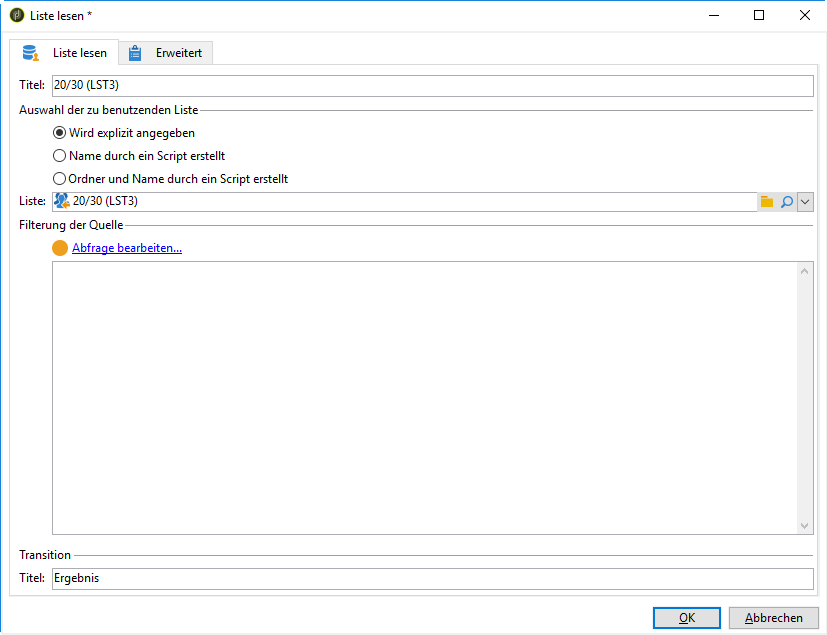 Liste lesen *
Liste lesen
Erweitert
Titel: 20/30 (LST3)
Auswahl der zu benutzenden Liste
Wird explizit angegeben
Name durch ein Script erstellt
Ordner und Name durch ein Script erstellt
Liste: 20/30 (LST3)
Filterung der Quelle
Abfrage bearbeiten...
Transition
Titel: Ergebnis
OK
Abbrechen